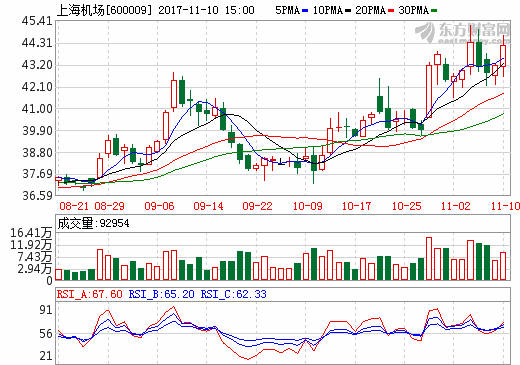 上海机场[600009] 2017-11-10 15:00 5PMA 10PMA 20PMA 30PMA
东方财富网
eastmoney.com
45.41
44.31
43.20
42.10
41.00
39.90
38.80
37.69
36.59
08-21 08-29 09-06 09-14 09-22 10-09 10-17 10-25 11-02 11-10
成交量:92954
16.41万
11.92万
7.43万
2.94万
0
RSI_A:67.60 RSI_B:65.20 RSI_C:62.33
91
56
21